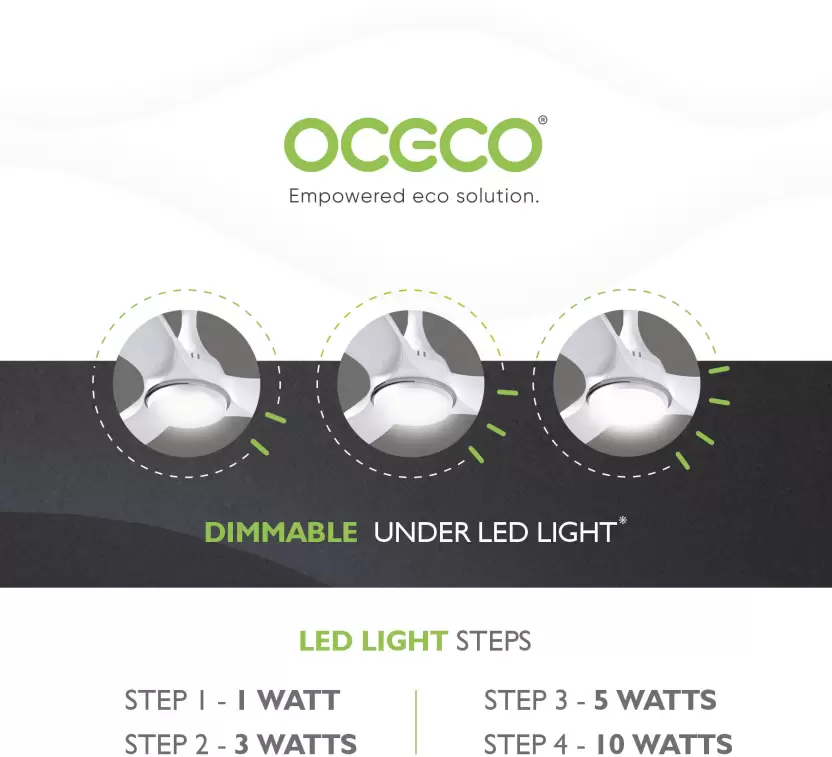 OCECO®
Empowered eco solution.
DIMMABLE UNDER LED LIGHT*
LED LIGHT STEPS
STEP 1 - 1 WATT
STEP 2 - 3 WATTS
STEP 3 - 5 WATTS
STEP 4 - 10 WATTS